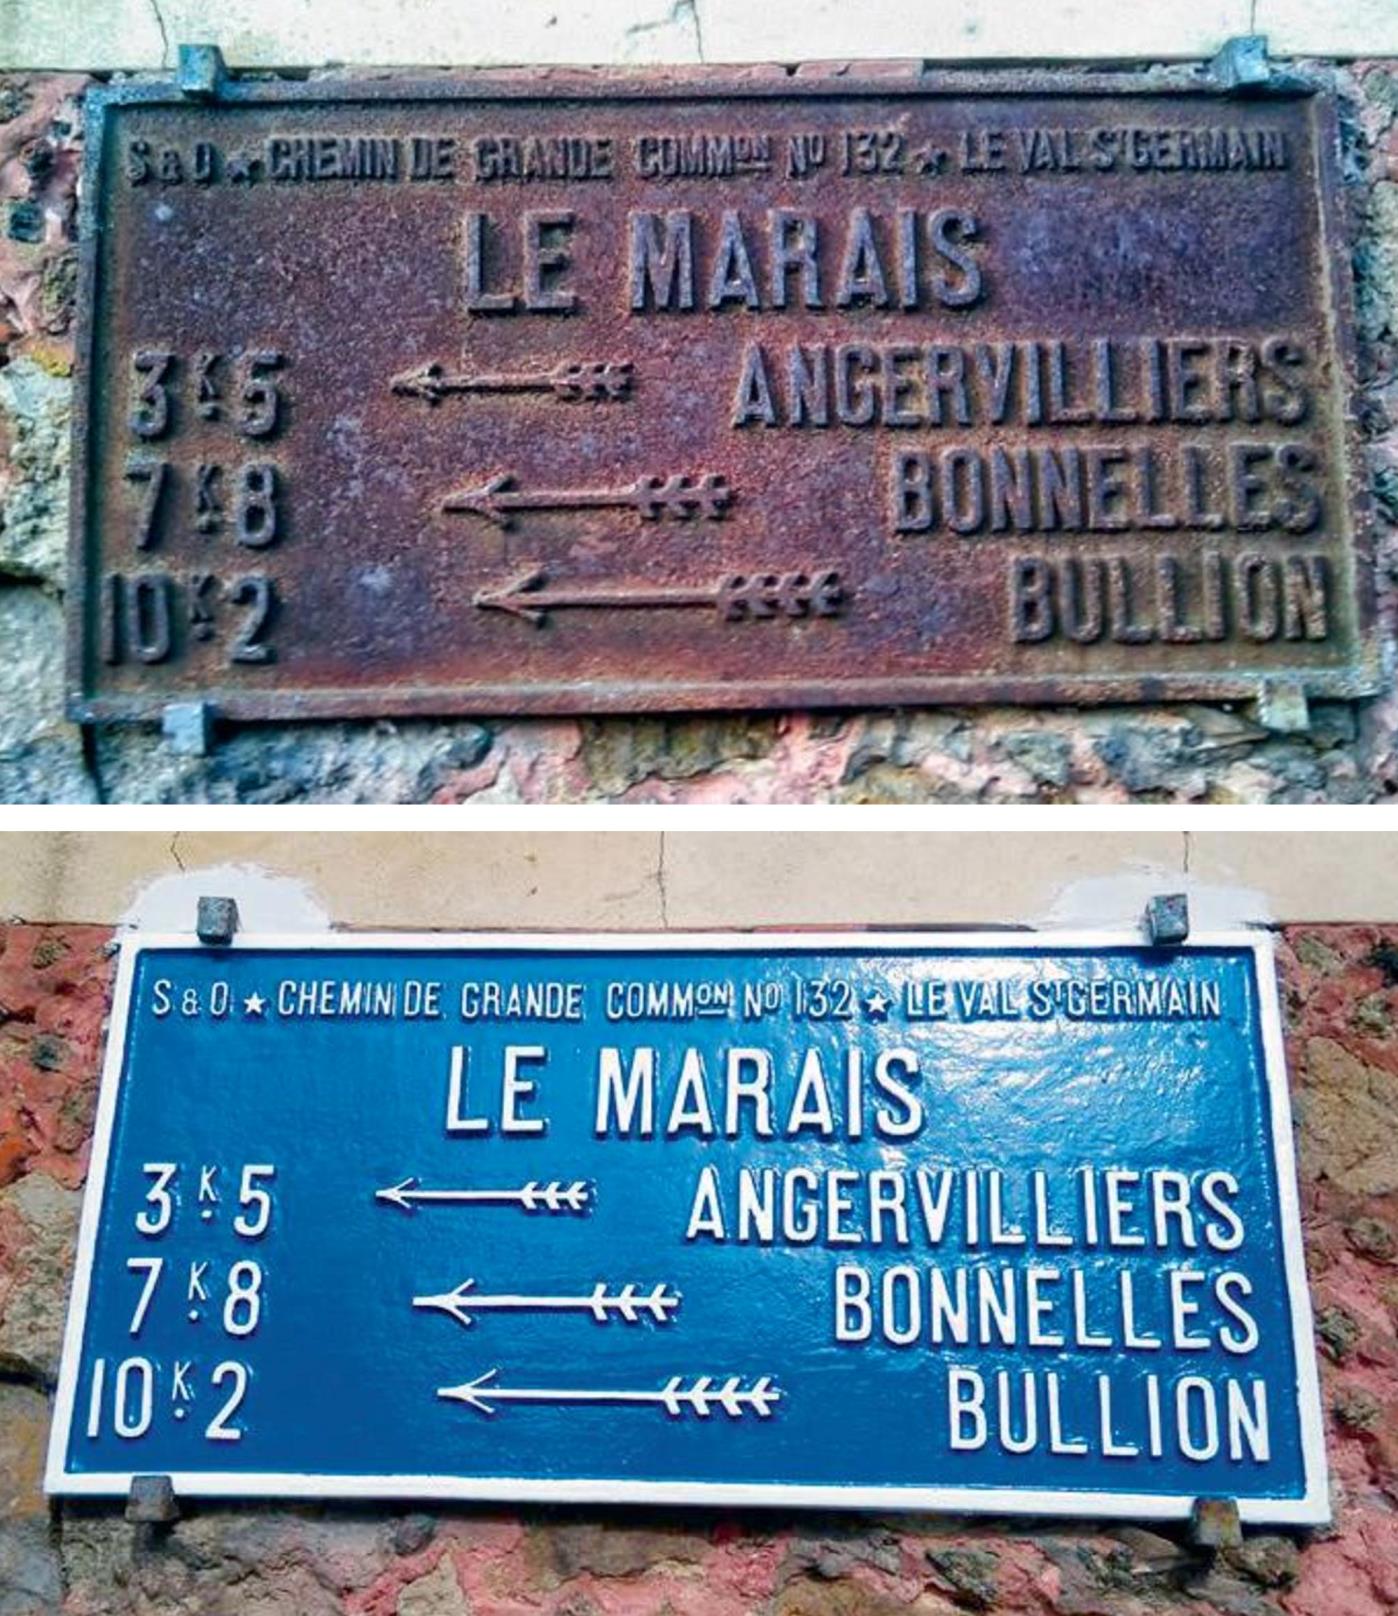 S & O ★ CHEMIN DE GRANDE COMMON NO 132 ★ LE VAL ST GERMAIN
LE MARAIS
3K5 ← ANGERVILLIERS
7K8 ← BONNELLES
10K2 ← BULLION
S & O ★ CHEMIN DE GRANDE COMMON NO 132 ★ LE VAL ST GERMAIN
LE MARAIS
3K5 ← ANGERVILLIERS
7K8 ← BONNELLES
10K2 ← BULLION